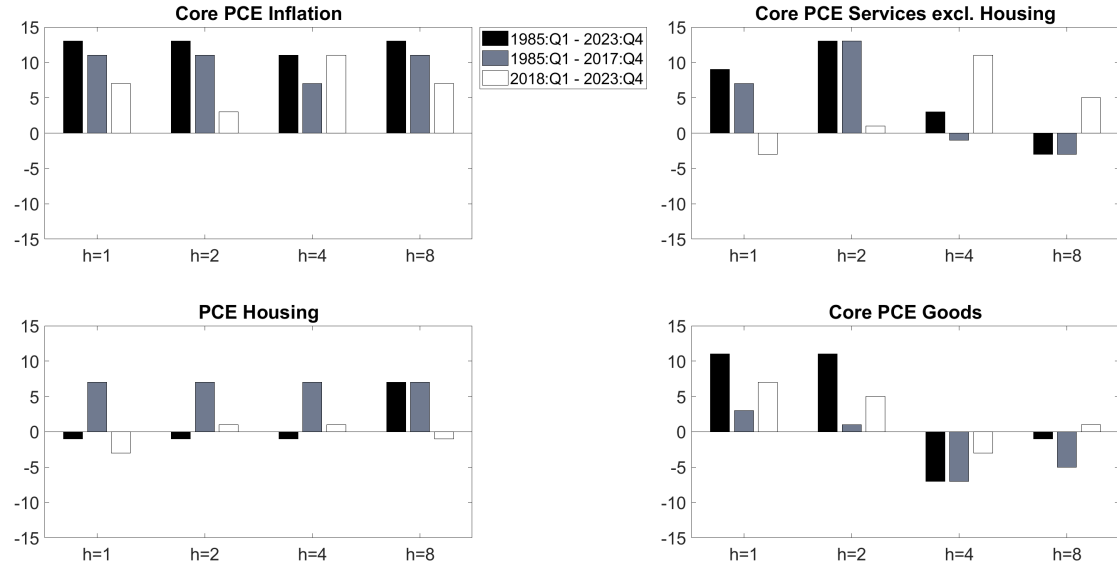 Core PCE Inflation
15
10
5
0
-5
-10
-15
h=1 h=2 h=4 h=8
1985:Q1 - 2023:Q4
1985:Q1 - 2017:Q4
2018:Q1 - 2023:Q4
Core PCE Services excl. Housing
15
10
5
0
-5
-10
-15
h=1 h=2 h=4 h=8
PCE Housing
15
10
5
0
-5
-10
-15
h=1 h=2 h=4 h=8
Core PCE Goods
15
10
5
0
-5
-10
-15
h=1 h=2 h=4 h=8